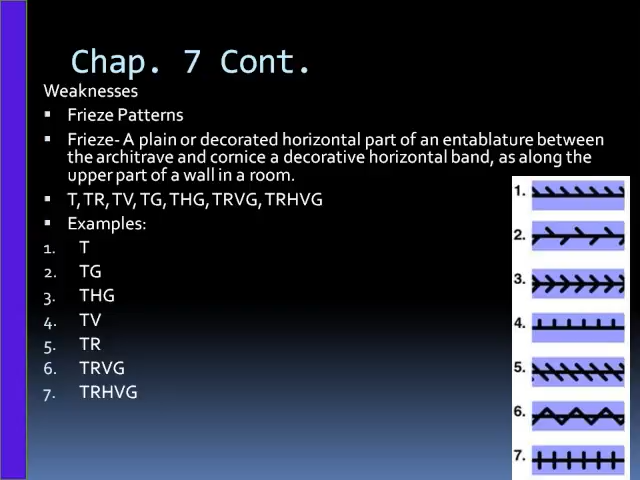 Chap. 7 Cont.
Weaknesses
▪ Frieze Patterns
▪ Frieze- A plain or decorated horizontal part of an entablature between
the architrave and cornice a decorative horizontal band, as along the
upper part of a wall in a room.
▪ T, TR, TV, TG, THG, TRVG, TRHVG
▪ Examples:
1. T
2. TG
3. THG
4. TV
5. TR
6. TRVG
7. TRHVG
1.
2.
3.
4.
5.
6.
7.